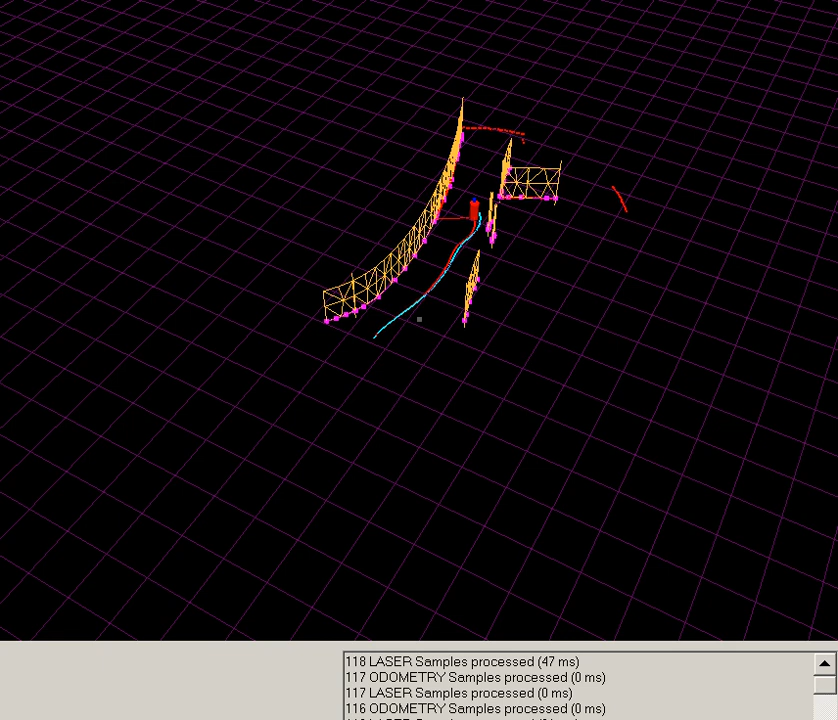 118 LASER Samples processed (47 ms)
117 ODOMETRY Samples processed (0 ms)
117 LASER Samples processed (0 ms)
116 ODOMETRY Samples processed (0 ms)